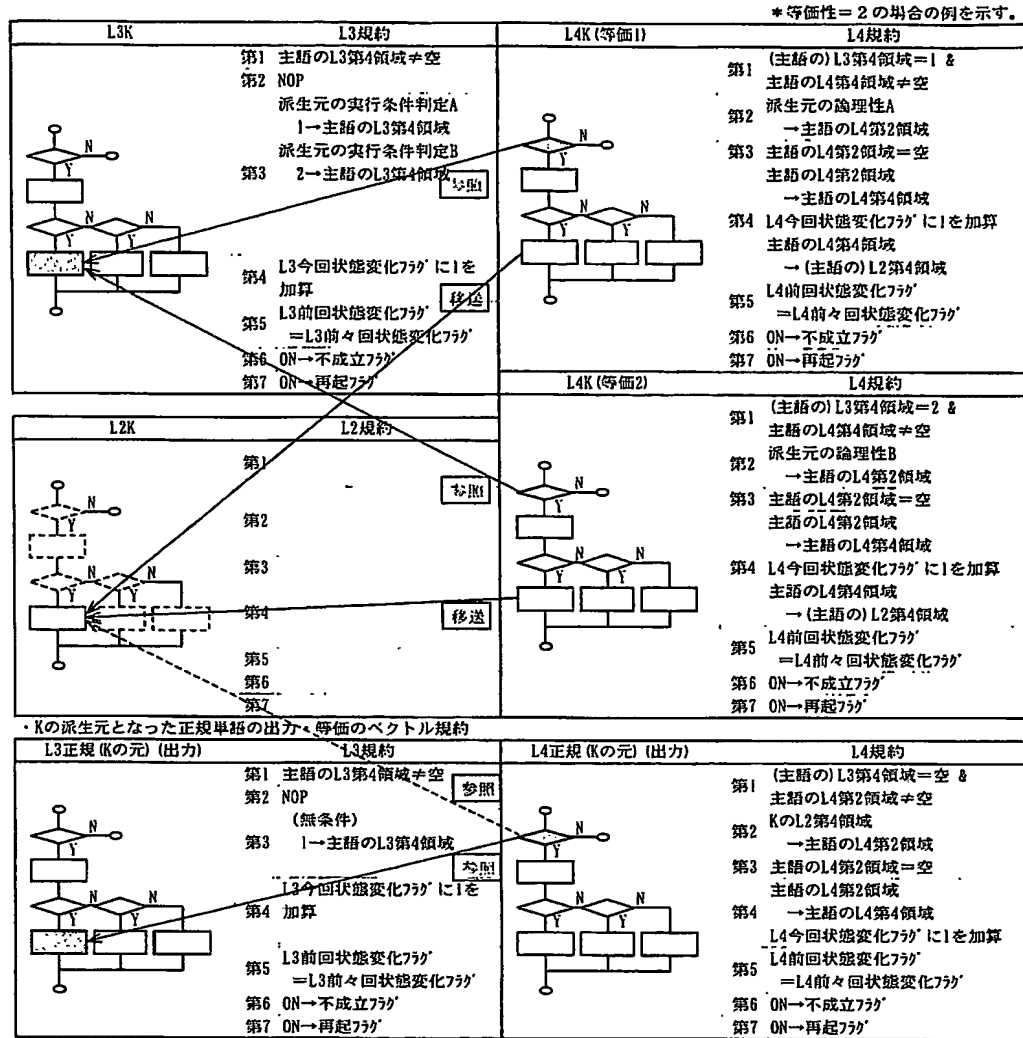 *等価性＝2の場合の例を示す。
L3K L3規約
第1 主語のL3第4領域≠空
第2 NOP
派生元の実行条件判定A
1→主語のL3第4領域
派生元の実行条件判定B
第3 2→主語のL3第4領域
参照
N
Y
N N
Y Y
第4 L3今回状態変化ﾌﾗｸﾞに1を
加算
移送
第5 L3前回状態変化ﾌﾗｸﾞ
＝L3前々回状態変化ﾌﾗｸﾞ
第6 ON→不成立ﾌﾗｸﾞ
第7 ON→再起ﾌﾗｸﾞ
L4K(等価1) L4規約
第1 (主語の)L3第4領域＝1 &
主語のL4第4領域≠空
第2 派生元の論理性A
→主語のL4第2領域
第3 主語のL4第2領域＝空
主語のL4第2領域
→主語のL4第4領域
第4 L4今回状態変化ﾌﾗｸﾞに1を加算
主語のL4第4領域
→(主語の)L2第4領域
第5 L4前回状態変化ﾌﾗｸﾞ
＝L4前々回状態変化ﾌﾗｸﾞ
第6 ON→不成立ﾌﾗｸﾞ
第7 ON→再起ﾌﾗｸﾞ
N
Y
N N
Y Y
L2K L2規約
第1
参照
第2
第3
第4
移送
第5
第6
第7
N
Y
N N
Y Y
L4K(等価2) L4規約
第1 (主語の)L3第4領域＝2 &
主語のL4第4領域≠空
第2 派生元の論理性B
→主語のL4第2領域
第3 主語のL4第2領域＝空
主語のL4第2領域
→主語のL4第4領域
第4 L4今回状態変化ﾌﾗｸﾞに1を加算
主語のL4第4領域
→(主語の)L2第4領域
第5 L4前回状態変化ﾌﾗｸﾞ
＝L4前々回状態変化ﾌﾗｸﾞ
第6 ON→不成立ﾌﾗｸﾞ
第7 ON→再起ﾌﾗｸﾞ
N
Y
N N
Y Y
・Kの派生元となった正規単語の出力・等価のベクトル規約
L3正規(Kの元)(出力) L3規約
第1 主語のL3第4領域≠空
参照
第2 NOP
(無条件)
第3 1→主語のL3第4領域
参照
L3今回状態変化ﾌﾗｸﾞに1を
第4 加算
第5 L3前回状態変化ﾌﾗｸﾞ
＝L3前々回状態変化ﾌﾗｸﾞ
第6 ON→不成立ﾌﾗｸﾞ
第7 ON→再起ﾌﾗｸﾞ
N
Y
N N
Y Y
L4正規(Kの元)(出力) L4規約
第1 (主語の)L3第4領域＝空 &
主語のL4第2領域≠空
第2 KのL2第4領域
→主語のL4第2領域
第3 主語のL4第2領域＝空
主語のL4第2領域
第4 →主語のL4第4領域
L4今回状態変化ﾌﾗｸﾞに1を加算
第5 L4前回状態変化ﾌﾗｸﾞ
＝L4前々回状態変化ﾌﾗｸﾞ
第6 ON→不成立ﾌﾗｸﾞ
第7 ON→再起ﾌﾗｸﾞ
N
Y
N N
Y Y